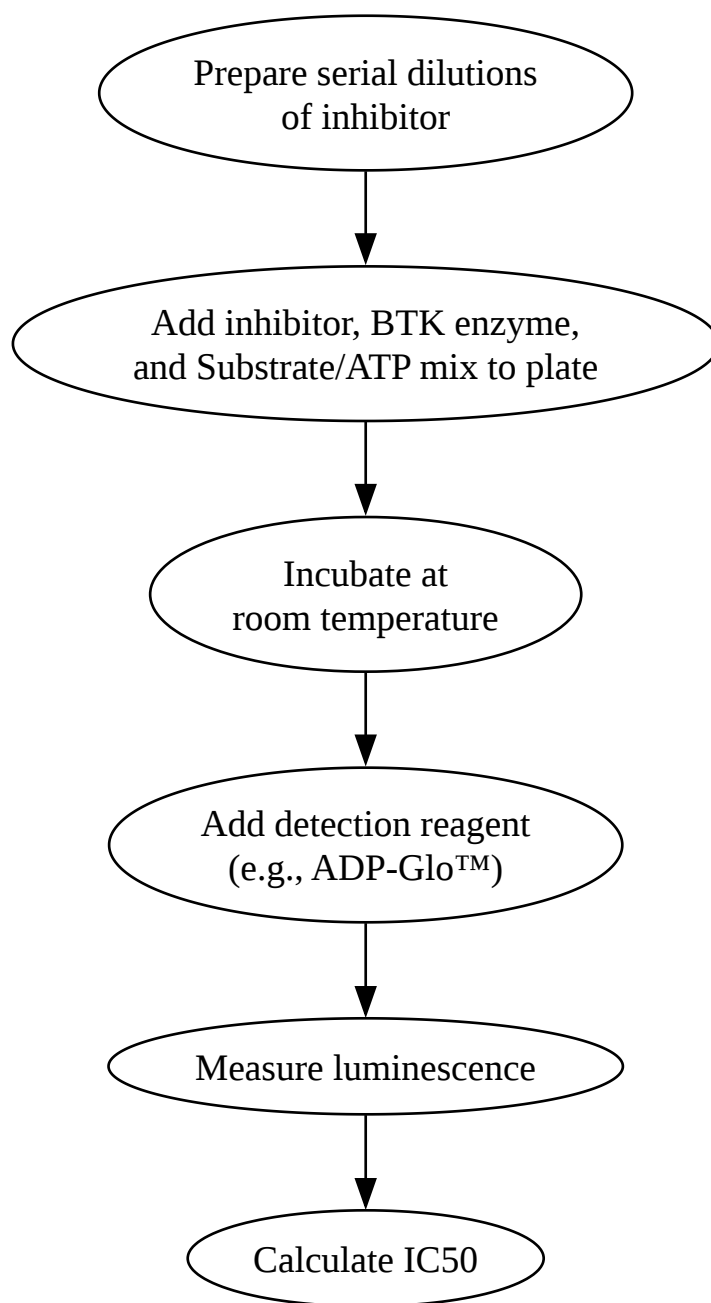 Prepare serial dilutions
of inhibitor
Add inhibitor, BTK enzyme,
and Substrate/ATP mix to plate
Incubate at
room temperature
Add detection reagent
(e.g., ADP-Glo™)
Measure luminescence
Calculate IC50